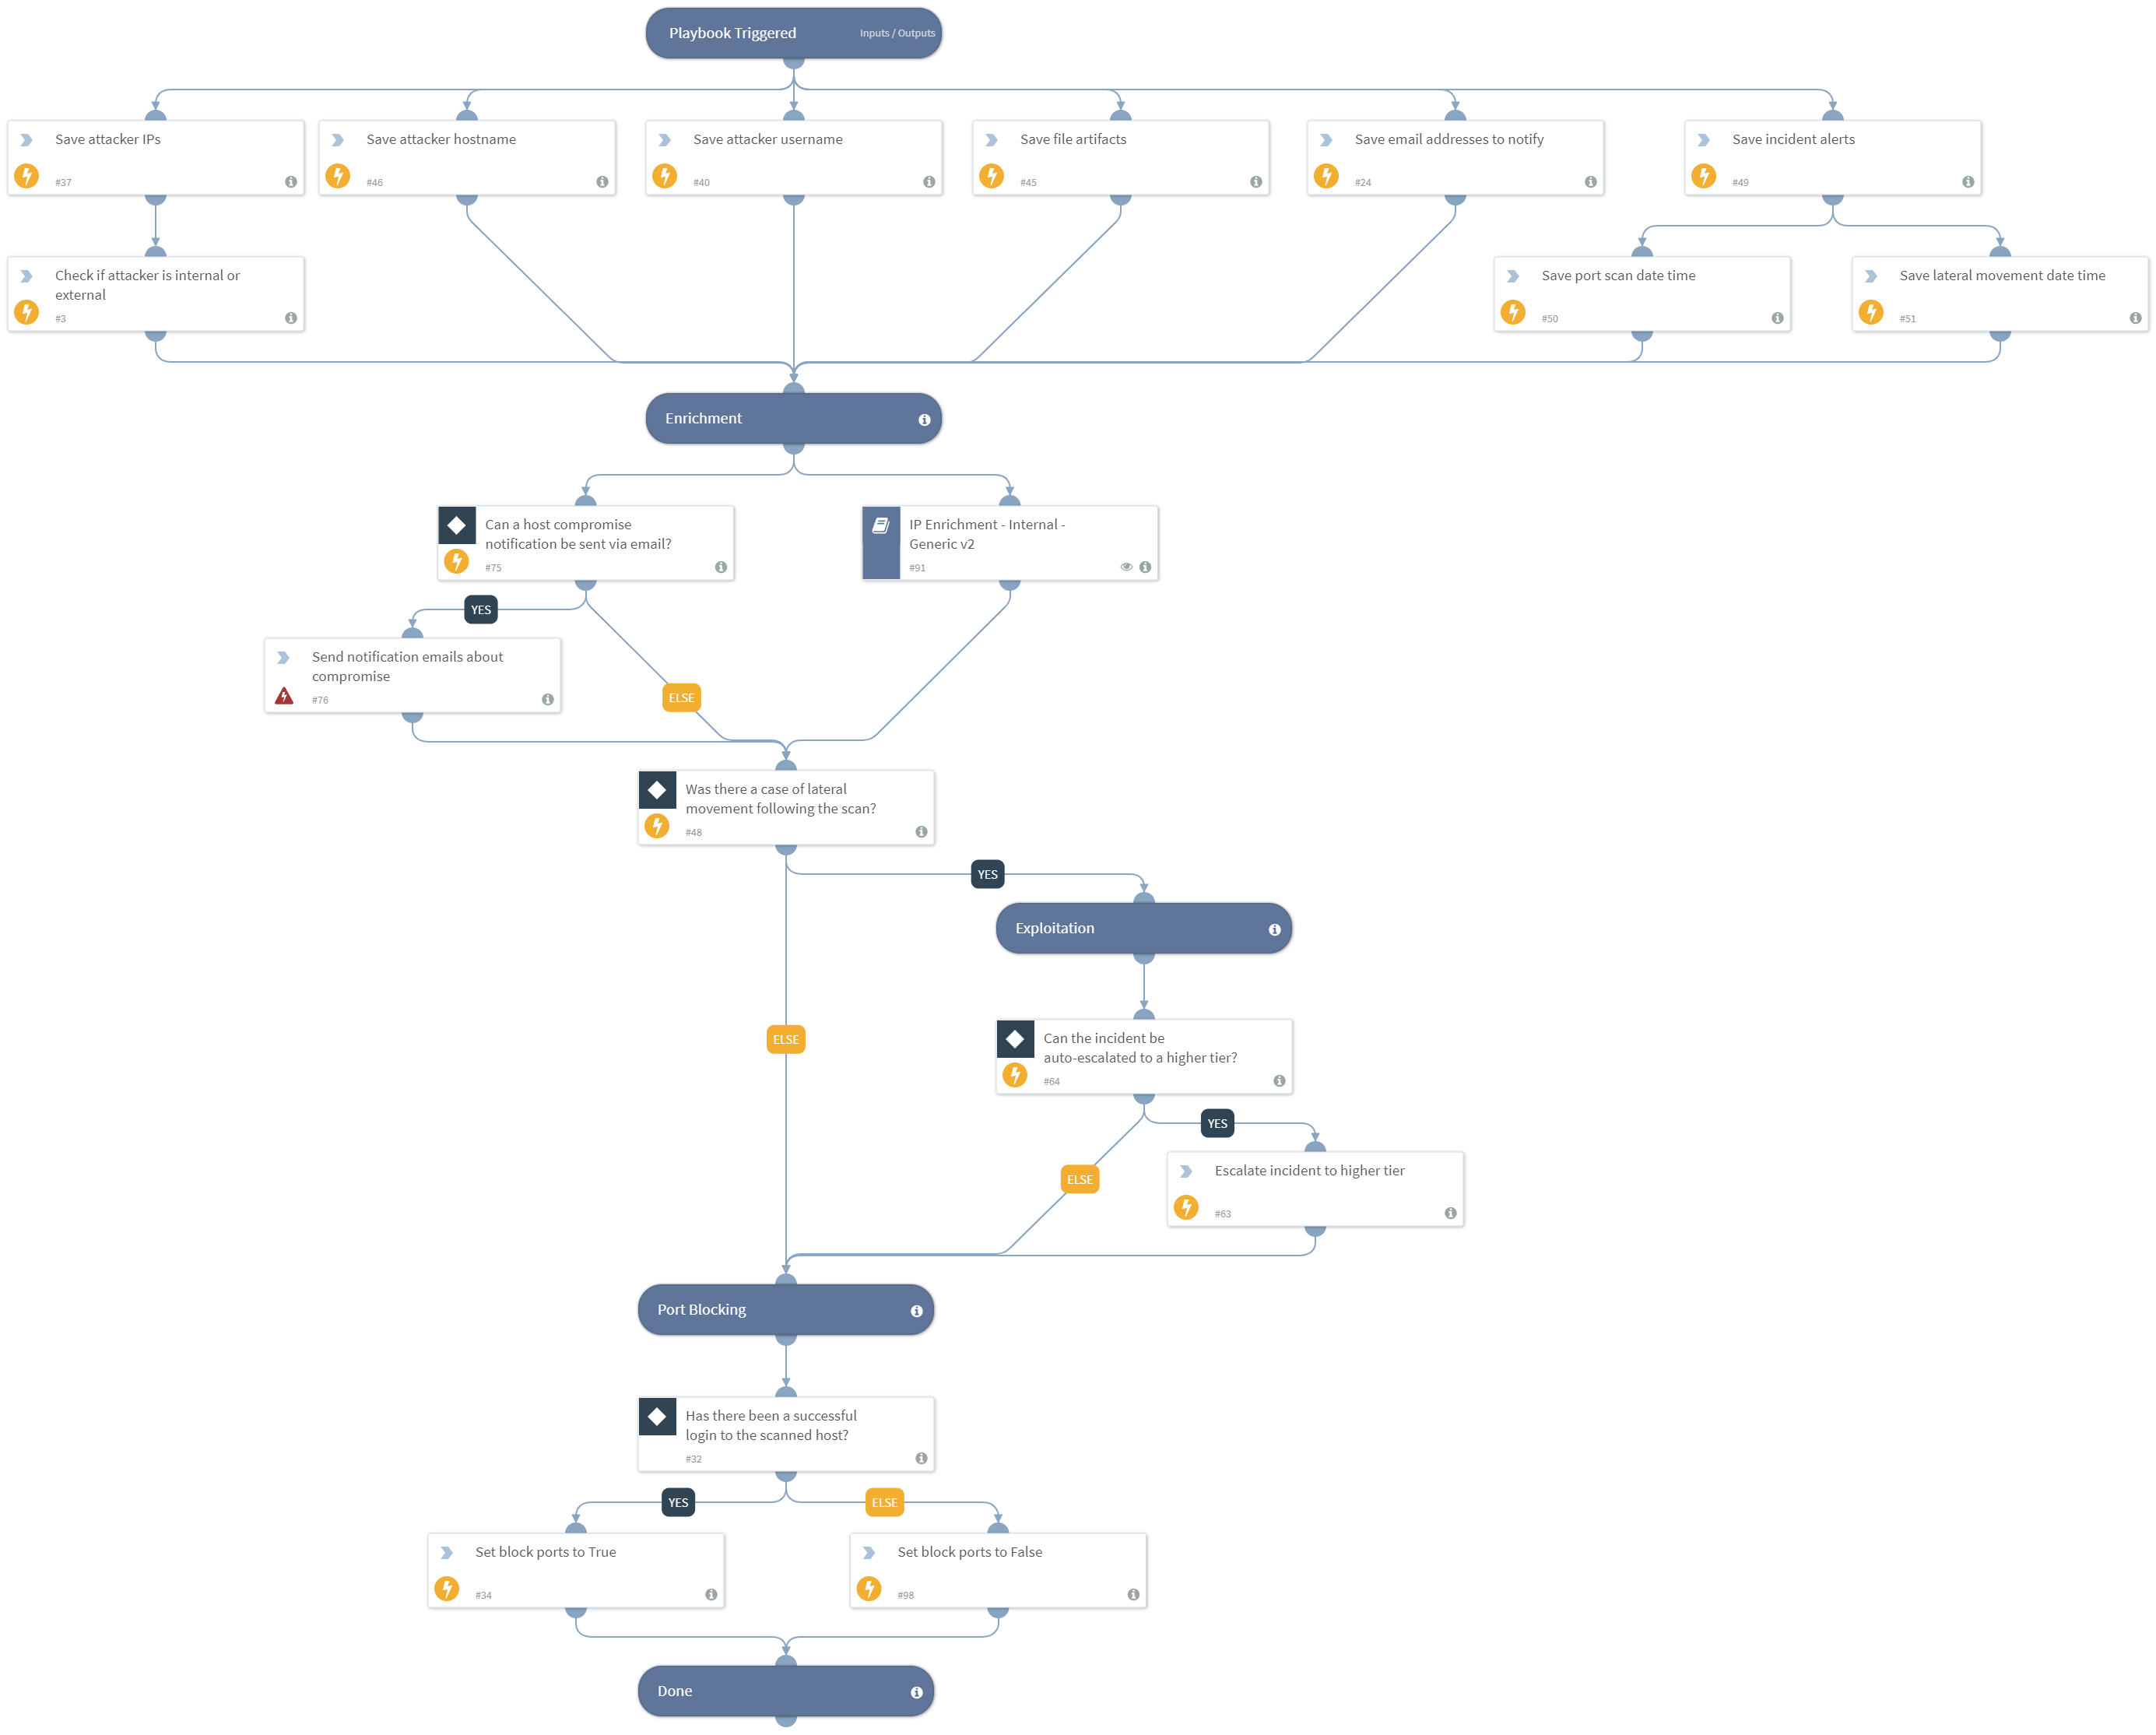 Playbook Triggered
Inputs / Outputs
Save attacker IPs
#37
Save attacker hostname
#46
Save attacker username
#40
Save file artifacts
#45
Save email addresses to notify
#24
Save incident alerts
#49
Check if attacker is internal or
external
#3
Save port scan date time
#50
Save lateral movement date time
#51
Enrichment
Can a host compromise
notification be sent via email?
#75
IP Enrichment - Internal -
Generic v2
#91
YES
Send notification emails about
compromise
#76
ELSE
Was there a case of lateral
movement following the scan?
#48
YES
Exploitation
ELSE
Can the incident be
auto-escalated to a higher tier?
#64
YES
ELSE
Escalate incident to higher tier
#63
Port Blocking
Has there been a successful
login to the scanned host?
#32
YES
ELSE
Set block ports to True
#34
Set block ports to False
#98
Done